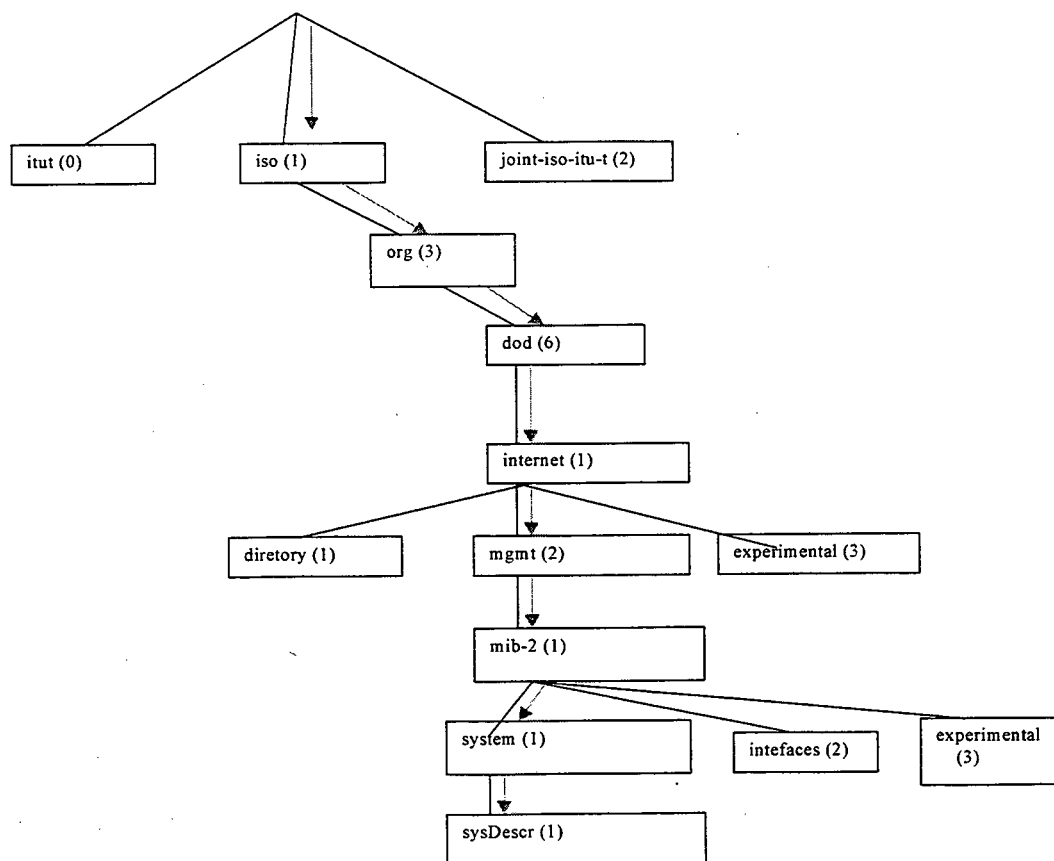 itut (0)
iso (1)
joint-iso-itu-t (2)
org (3)
dod (6)
internet (1)
diretory (1)
mgmt (2)
experimental (3)
mib-2 (1)
system (1)
intefaces (2)
experimental
(3)
sysDescr (1)